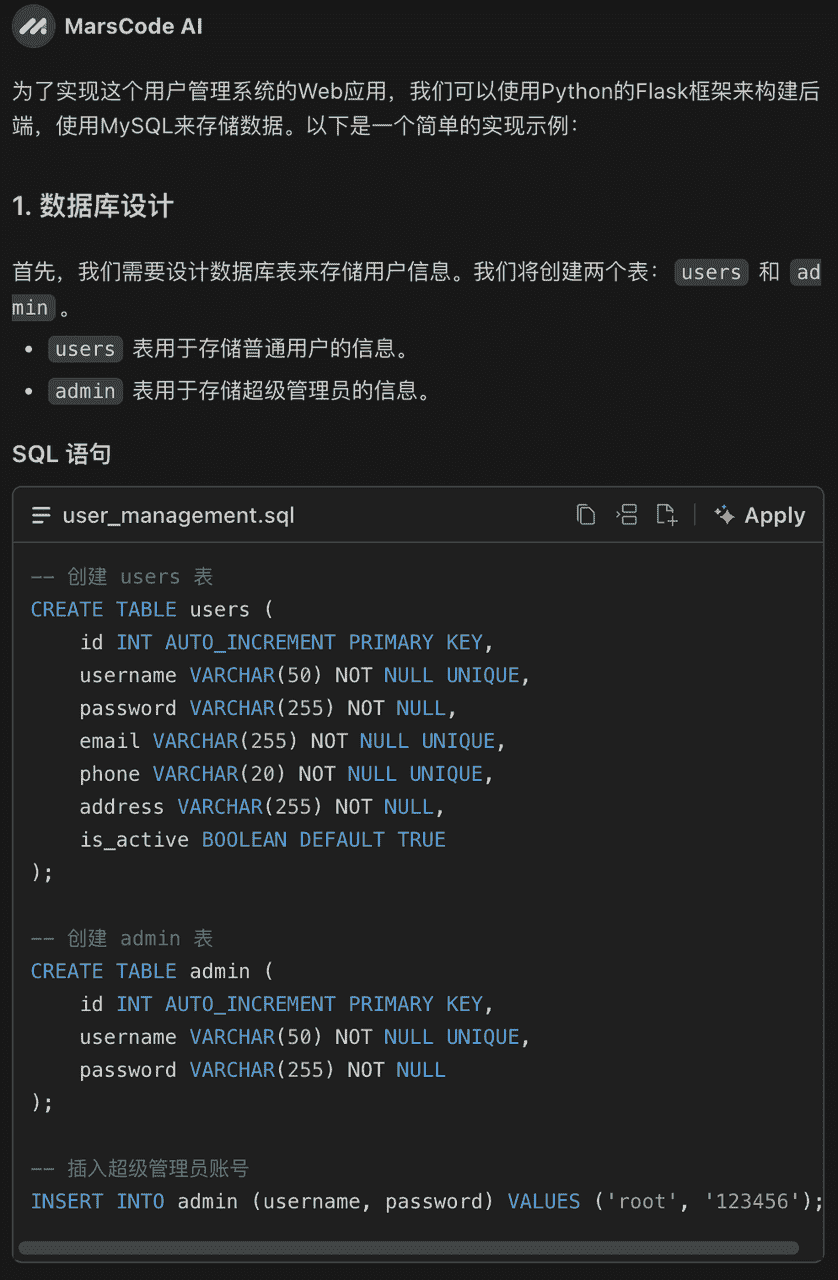 MarsCode AI
为了实现这个用户管理系统的Web应用，我们可以使用Python的Flask框架来构建后
端，使用MySQL来存储数据。以下是一个简单的实现示例：
1. 数据库设计
首先，我们需要设计数据库表来存储用户信息。我们将创建两个表： users 和 ad
min 。
• users 表用于存储普通用户的信息。
• admin 表用于存储超级管理员的信息。
SQL 语句
user_management.sql Apply
-- 创建 users 表
CREATE TABLE users (
    id INT AUTO_INCREMENT PRIMARY KEY,
    username VARCHAR(50) NOT NULL UNIQUE,
    password VARCHAR(255) NOT NULL,
    email VARCHAR(255) NOT NULL UNIQUE,
    phone VARCHAR(20) NOT NULL UNIQUE,
    address VARCHAR(255) NOT NULL,
    is_active BOOLEAN DEFAULT TRUE
);
-- 创建 admin 表
CREATE TABLE admin (
    id INT AUTO_INCREMENT PRIMARY KEY,
    username VARCHAR(50) NOT NULL UNIQUE,
    password VARCHAR(255) NOT NULL
);
-- 插入超级管理员账号
INSERT INTO admin (username, password) VALUES ('root', '123456');